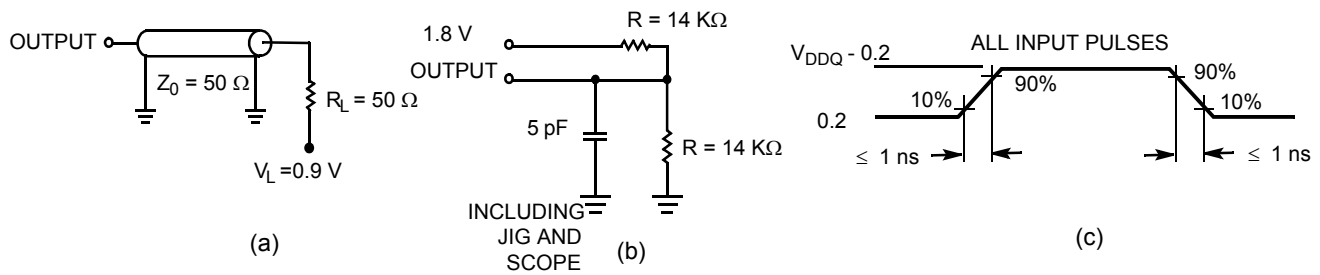 OUTPUT
Z0 = 50 Ω
RL = 50 Ω
VL =0.9 V
(a)
R = 14 KΩ
1.8 V
OUTPUT
5 pF
R = 14 KΩ
INCLUDING
JIG AND
SCOPE
(b)
ALL INPUT PULSES
VDDQ - 0.2
10%
90%
90%
10%
0.2
≤ 1 ns
≤ 1 ns
(c)